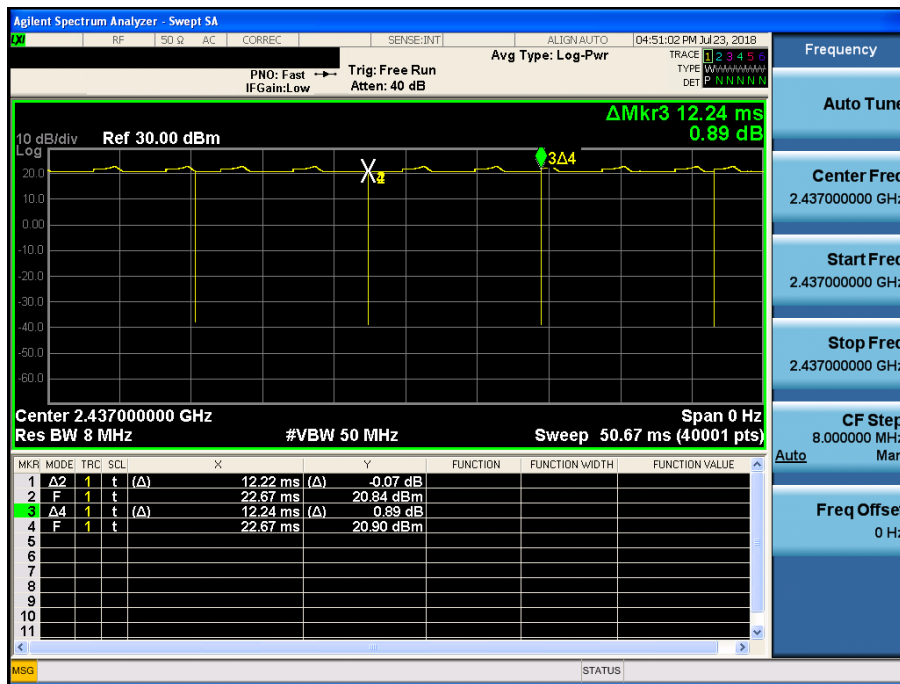 Agilent Spectrum Analyzer - Swept SA
LXI RF 50 Ω AC CORREC SENSE:INT ALIGN AUTO 04:51:02 PM Jul 23, 2018
Frequency
Avg Type: Log-Pwr
TRACE 1 2 3 4 5 6
TYPE WWWWWW
DET P N N N N N
PNO: Fast
IFGain:Low
Trig: Free Run
Atten: 40 dB
Auto Tune
ΔMkr3 12.24 ms
0.89 dB
10 dB/div Ref 30.00 dBm
Log
3Δ4
20.0
10.0
0.00
-10.0
-20.0
-30.0
-40.0
-50.0
-60.0
Center Freq
2.437000000 GHz
Start Freq
2.437000000 GHz
Stop Freq
2.437000000 GHz
Center 2.437000000 GHz Span 0 Hz
Res BW 8 MHz #VBW 50 MHz Sweep 50.67 ms (40001 pts)
CF Step
8.000000 MHz
Auto Man
MKR MODE TRC SCL X Y FUNCTION FUNCTION WIDTH FUNCTION VALUE
1 Δ2 1 t (Δ) 12.22 ms (Δ) -0.07 dB
2 F 1 t 22.67 ms 20.84 dBm
3 Δ4 1 t (Δ) 12.24 ms (Δ) 0.89 dB
4 F 1 t 22.67 ms 20.90 dBm
5
6
7
8
9
10
11
Freq Offset
0 Hz
MSG STATUS